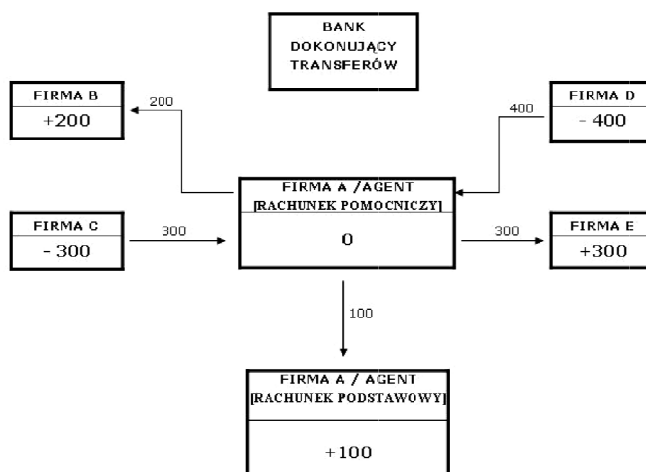 BANK
DOKONUJĄCY
TRANSFERÓW
FIRMA B
+200
200
400
FIRMA D
- 400
FIRMA A /AGENT
[RACHUNEK POMOCNICZY]
0
FIRMA C
- 300
300
300
FIRMA E
+300
100
FIRMA A / AGENT
[RACHUNEK PODSTAWOWY]
+100